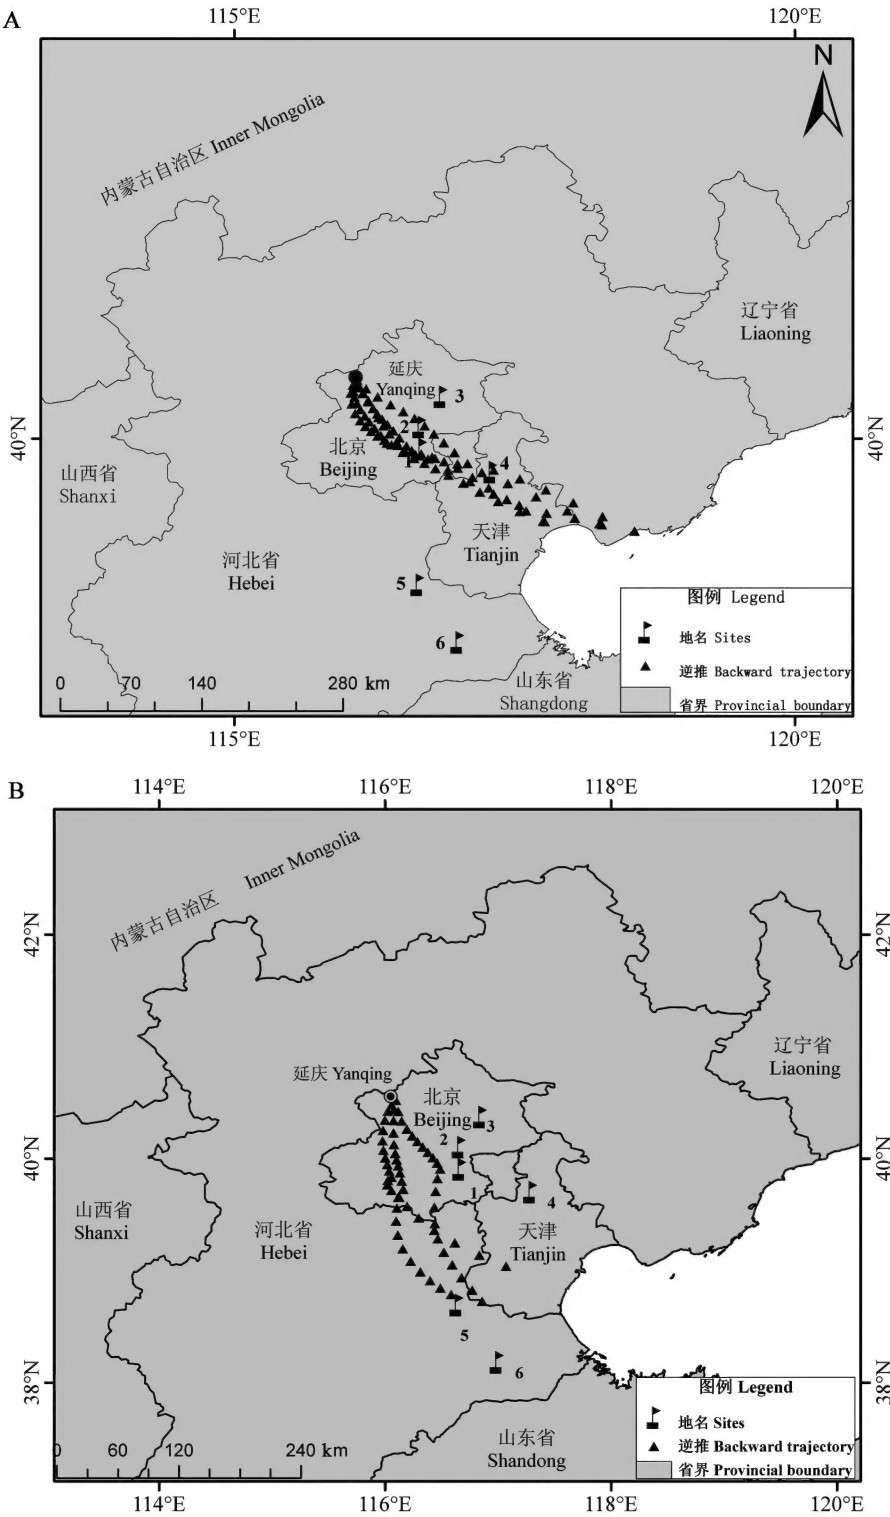 A
115°E
120°E
N
内蒙古自治区 Inner Mongolia
辽宁省
Liaoning
延庆
Yanqing
3
2
40°N
40°N
北京
Beijing
1
4
山西省
Shanxi
天津
Tianjin
河北省
Hebei
5
图例 Legend
地名 Sites
6
逆推 Backward trajectory
0 70 140 280 km
山东省
Shangdong
省界 Provincial boundary
115°E
120°E
B
114°E
116°E
118°E
120°E
内蒙古自治区 Inner Mongolia
42°N
42°N
辽宁省
Liaoning
延庆 Yanqing
北京
Beijing
3
2
40°N
40°N
1
4
山西省
Shanxi
河北省
Hebei
天津
Tianjin
5
6
38°N
38°N
图例 Legend
地名 Sites
逆推 Backward trajectory
省界 Provincial boundary
山东省
Shandong
0 60 120 240 km
114°E
116°E
118°E
120°E